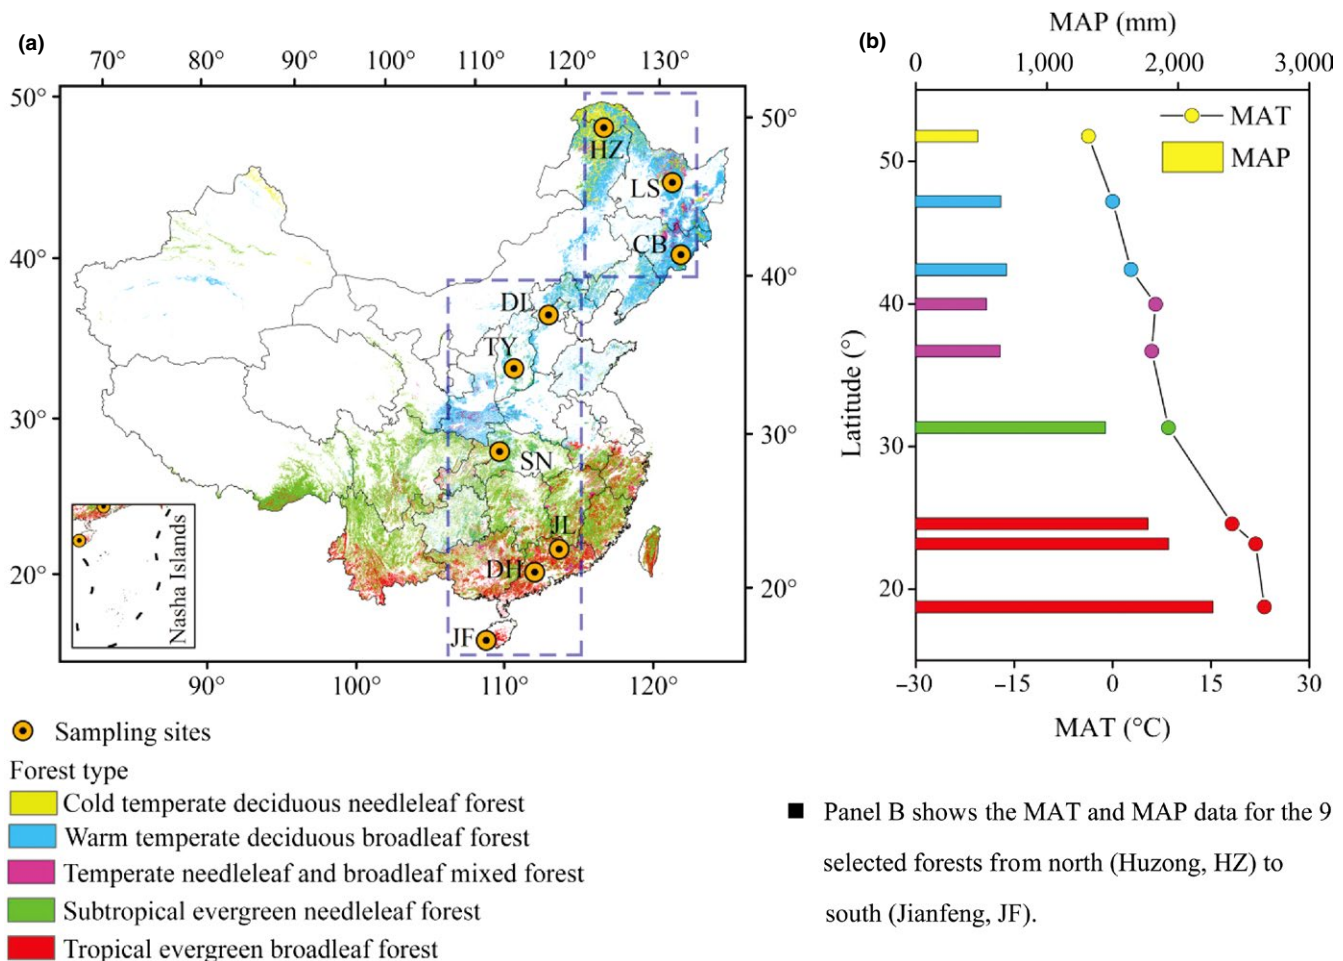 (a)
70° 80° 90° 100° 110° 120° 130°
50°
40°
30°
20°
50°
40°
30°
20°
HZ
LS
CB
DL
TY
SN
JL
DH
JF
Nasha Islands
90° 100° 110° 120°
Sampling sites
Forest type
Cold temperate deciduous needleleaf forest
Warm temperate deciduous broadleaf forest
Temperate needleleaf and broadleaf mixed forest
Subtropical evergreen needleleaf forest
Tropical evergreen broadleaf forest
(b)
MAP (mm)
0 1,000 2,000 3,000
MAT
MAP
Latitude (°)
50
40
30
20
–30 –15 0 15 30
MAT (°C)
■ Panel B shows the MAT and MAP data for the 9
selected forests from north (Huzong, HZ) to
south (Jianfeng, JF).